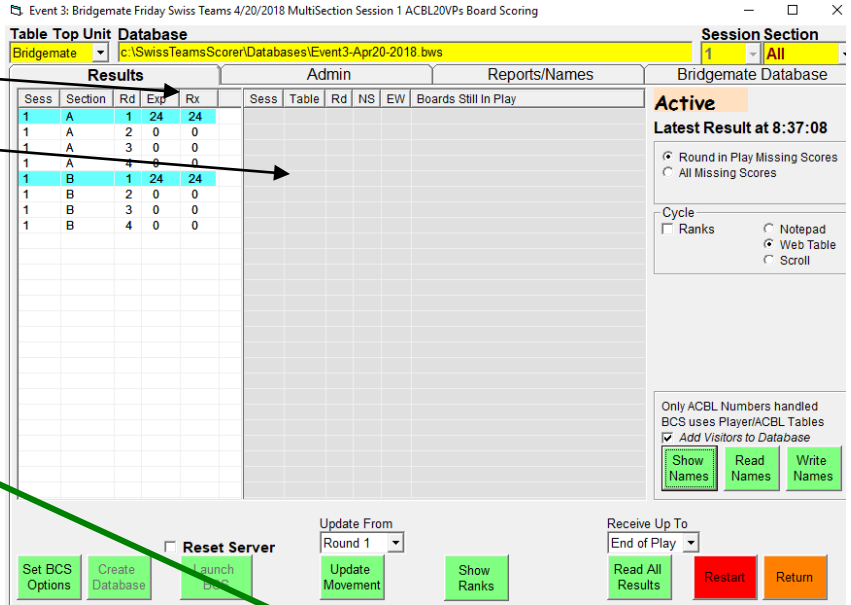 Event 3: Bridgemate Friday Swiss Teams 4/20/2018 MultiSection Session 1 ACBL20VPs Board Scoring
Table Top Unit Database Session Section
Bridgemate c:\SwissTeamsScorer\Databases\Event3-Apr20-2018.bws 1 All
Results Admin Reports/Names Bridgemate Database
Sess Section Rd Exp Rx Sess Table Rd NS EW Boards Still In Play
1 A 1 24 24
1 A 2 0 0
1 A 3 0 0
1 A 4 0 0
1 B 1 24 24
1 B 2 0 0
1 B 3 0 0
1 B 4 0 0
Active
Latest Result at 8:37:08
Round in Play Missing Scores
All Missing Scores
Cycle
Ranks Notepad
Web Table
Scroll
Only ACBL Numbers handled
BCS uses Player/ACBL Tables
Add Visitors to Database
Show Names Read Names Write Names
Update From Receive Up To
Reset Server Round 1 End of Play
Set BCS Options Create Database Launch BCS Update Movement Show Ranks Read All Results Restart Return